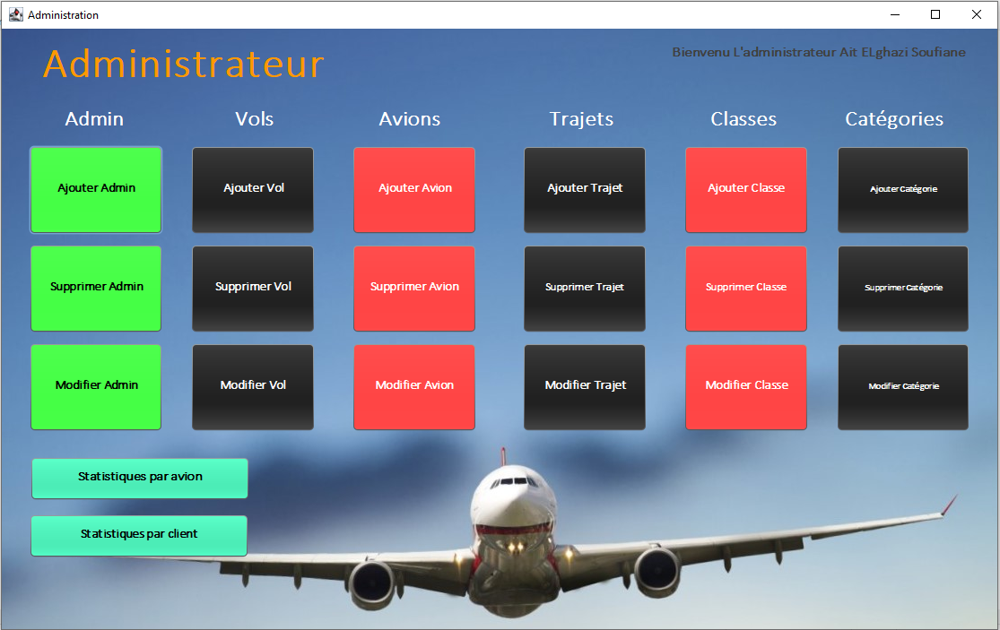 Administration
Administrateur
Bienvenu L'administrateur Ait ELghazi Soufiane
Admin Vols Avions Trajets Classes Catégories
Ajouter Admin Ajouter Vol Ajouter Avion Ajouter Trajet Ajouter Classe Ajouter Catégorie
Supprimer Admin Supprimer Vol Supprimer Avion Supprimer Trajet Supprimer Classe Supprimer Catégorie
Modifier Admin Modifier Vol Modifier Avion Modifier Trajet Modifier Classe Modifier Catégorie
Statistiques par avion
Statistiques par client